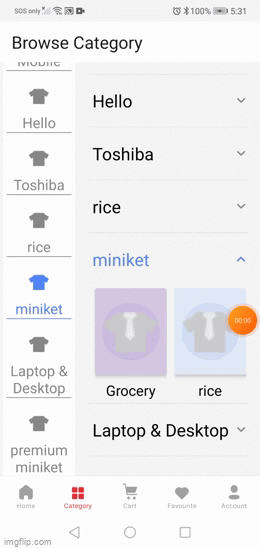 SOS only 100% 5:31
Browse Category
Mobile
Hello
Toshiba
rice
miniket
Laptop &
Desktop
premium
miniket
Hello
Toshiba
rice
miniket
Grocery rice
Laptop & Desktop
00:00
Home Category Cart Favourite Account
imgflip.com